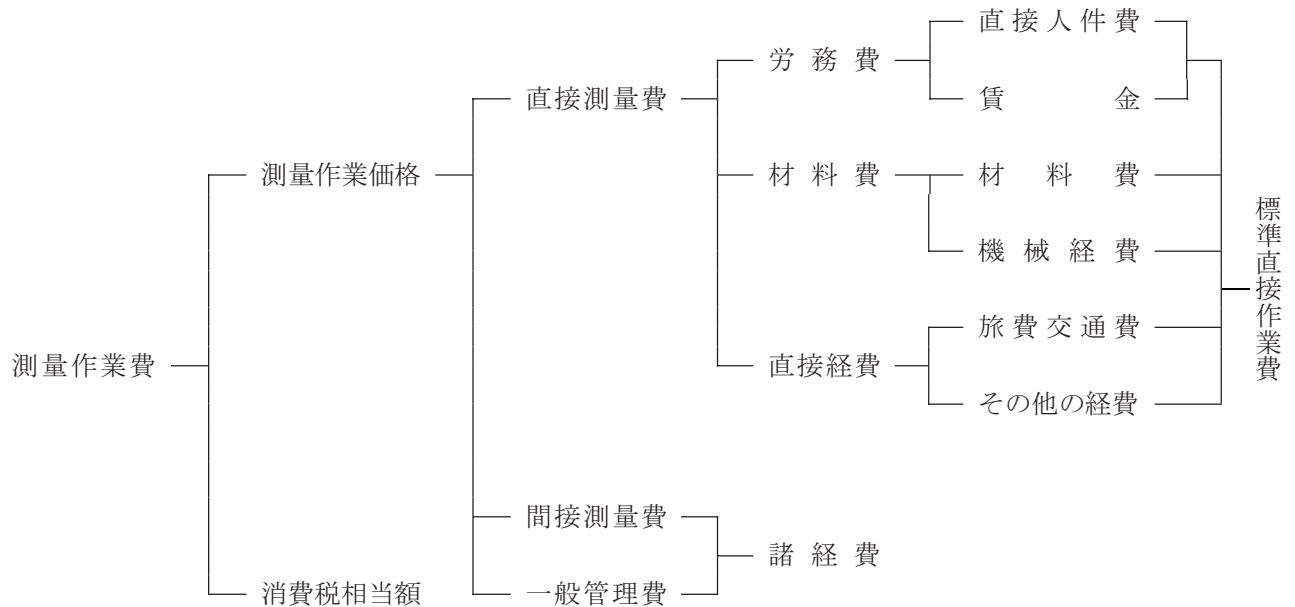 直接人件費
労務費
直接測量費
賃金
測量作業価格
材料費
材料費
標準直接作業費
機械経費
旅費交通費
測量作業費
直接経費
その他の経費
間接測量費
諸経費
消費税相当額
一般管理費